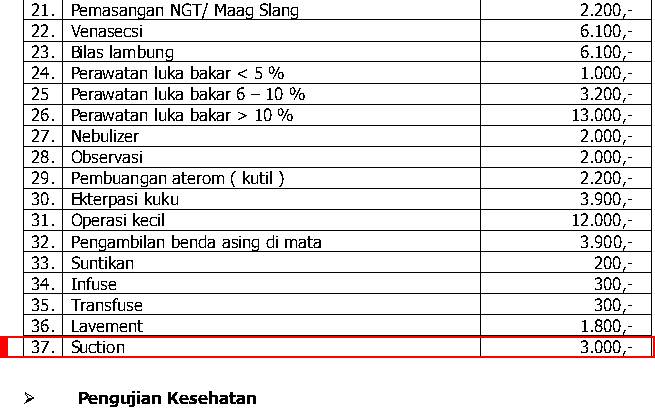 21. Pemasangan NGT/ Maag Slang 2.200,-
22. Venasecsi 6.100,-
23. Bilas lambung 6.100,-
24. Perawatan luka bakar < 5 % 1.000,-
25 Perawatan luka bakar 6 – 10 % 3.200,-
26. Perawatan luka bakar > 10 % 13.000,-
27. Nebulizer 2.000,-
28. Observasi 2.000,-
29. Pembuangan aterom ( kutil ) 2.200,-
30. Ekterpasi kuku 3.900,-
31. Operasi kecil 12.000,-
32. Pengambilan benda asing di mata 3.900,-
33. Suntikan 200,-
34. Infuse 300,-
35. Transfuse 300,-
36. Lavement 1.800,-
37. Suction 3.000,-
➢ Pengujian Kesehatan